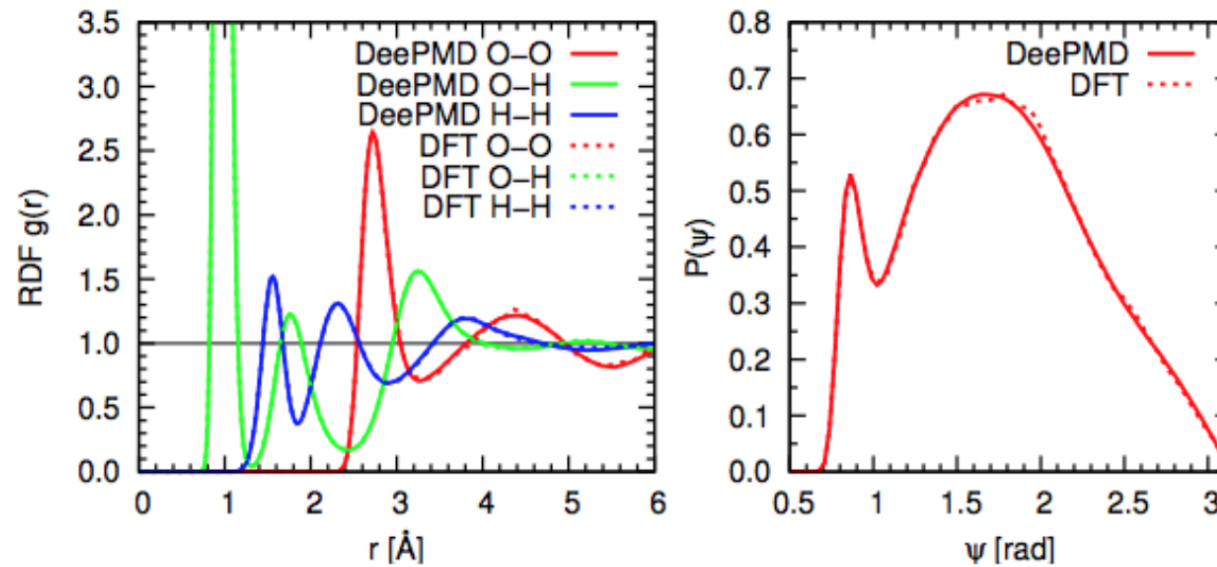 3.5
3.0
2.5
2.0
1.5
1.0
0.5
0.0
RDF g(r)
DeePMD O-O
DeePMD O-H
DeePMD H-H
DFT O-O
DFT O-H
DFT H-H
0 1 2 3 4 5 6
r [Å]
0.8
0.7
0.6
0.5
0.4
0.3
0.2
0.1
0.0
P(ψ)
DeePMD
DFT
0.5 1 1.5 2 2.5 3
ψ [rad]